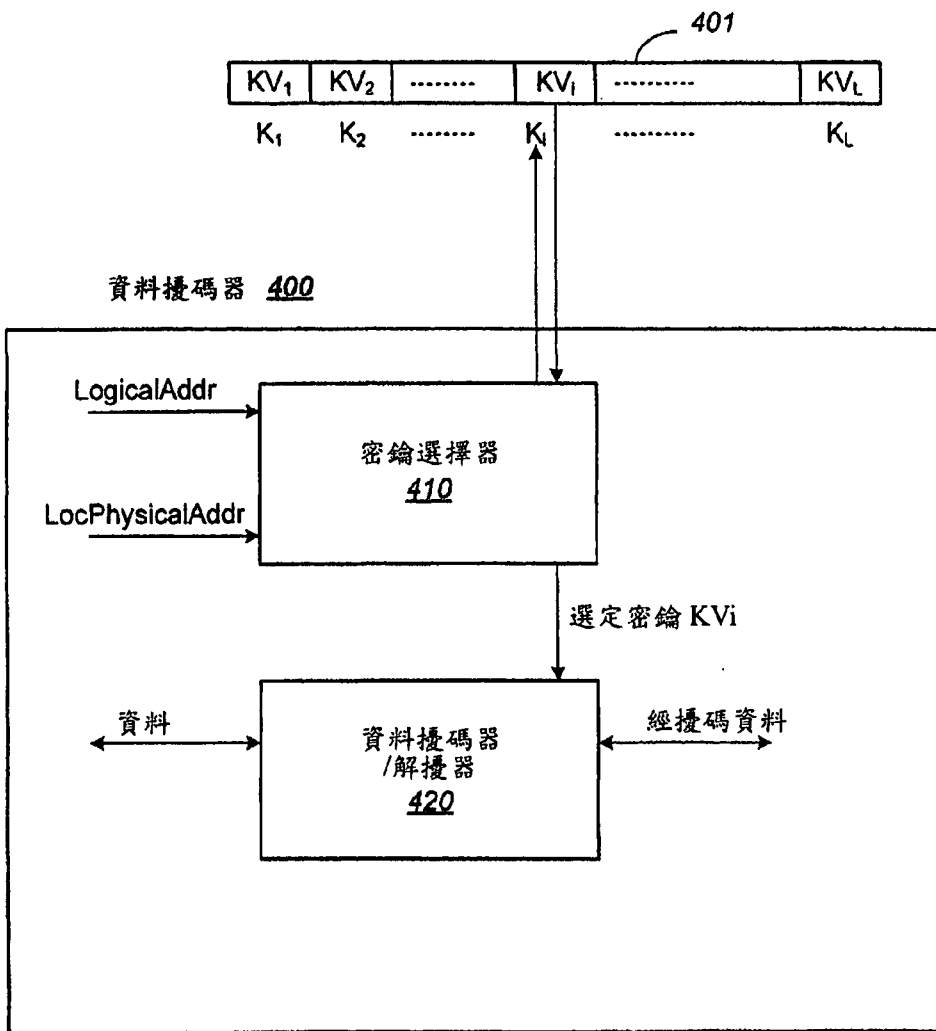 401
KV₁ KV₂ ........ KVᵢ .......... KV_L
K₁ K₂ ........ Kᵢ .......... K_L
資料擾碼器 400
LogicalAddr
密鑰選擇器
410
LocPhysicalAddr
選定密鑰 KVi
資料
資料擾碼器
/解擾器
420
經擾碼資料